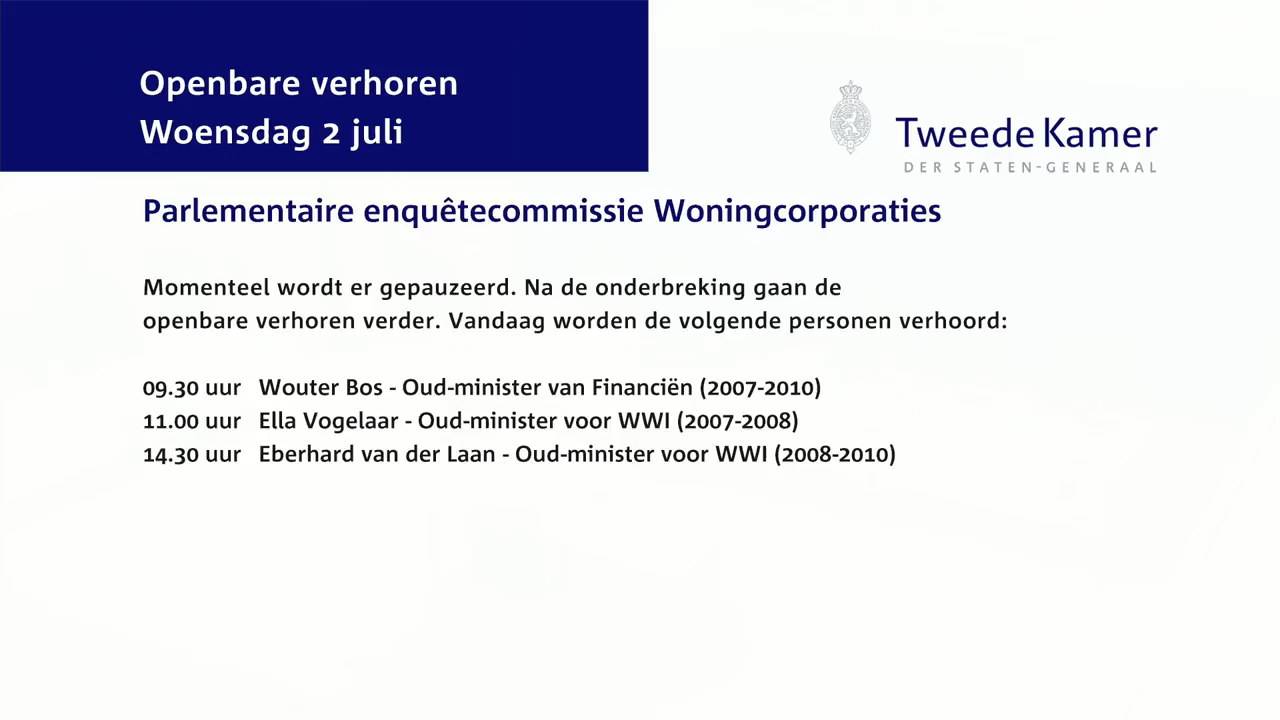 Openbare verhoren
Woensdag 2 juli
Tweede Kamer
DER STATEN-GENERAAL
Parlementaire enquêtecommissie Woningcorporaties
Momenteel wordt er gepauzeerd. Na de onderbreking gaan de
openbare verhoren verder. Vandaag worden de volgende personen verhoord:
09.30 uur Wouter Bos - Oud-minister van Financiën (2007-2010)
11.00 uur Ella Vogelaar - Oud-minister voor WWI (2007-2008)
14.30 uur Eberhard van der Laan - Oud-minister voor WWI (2008-2010)